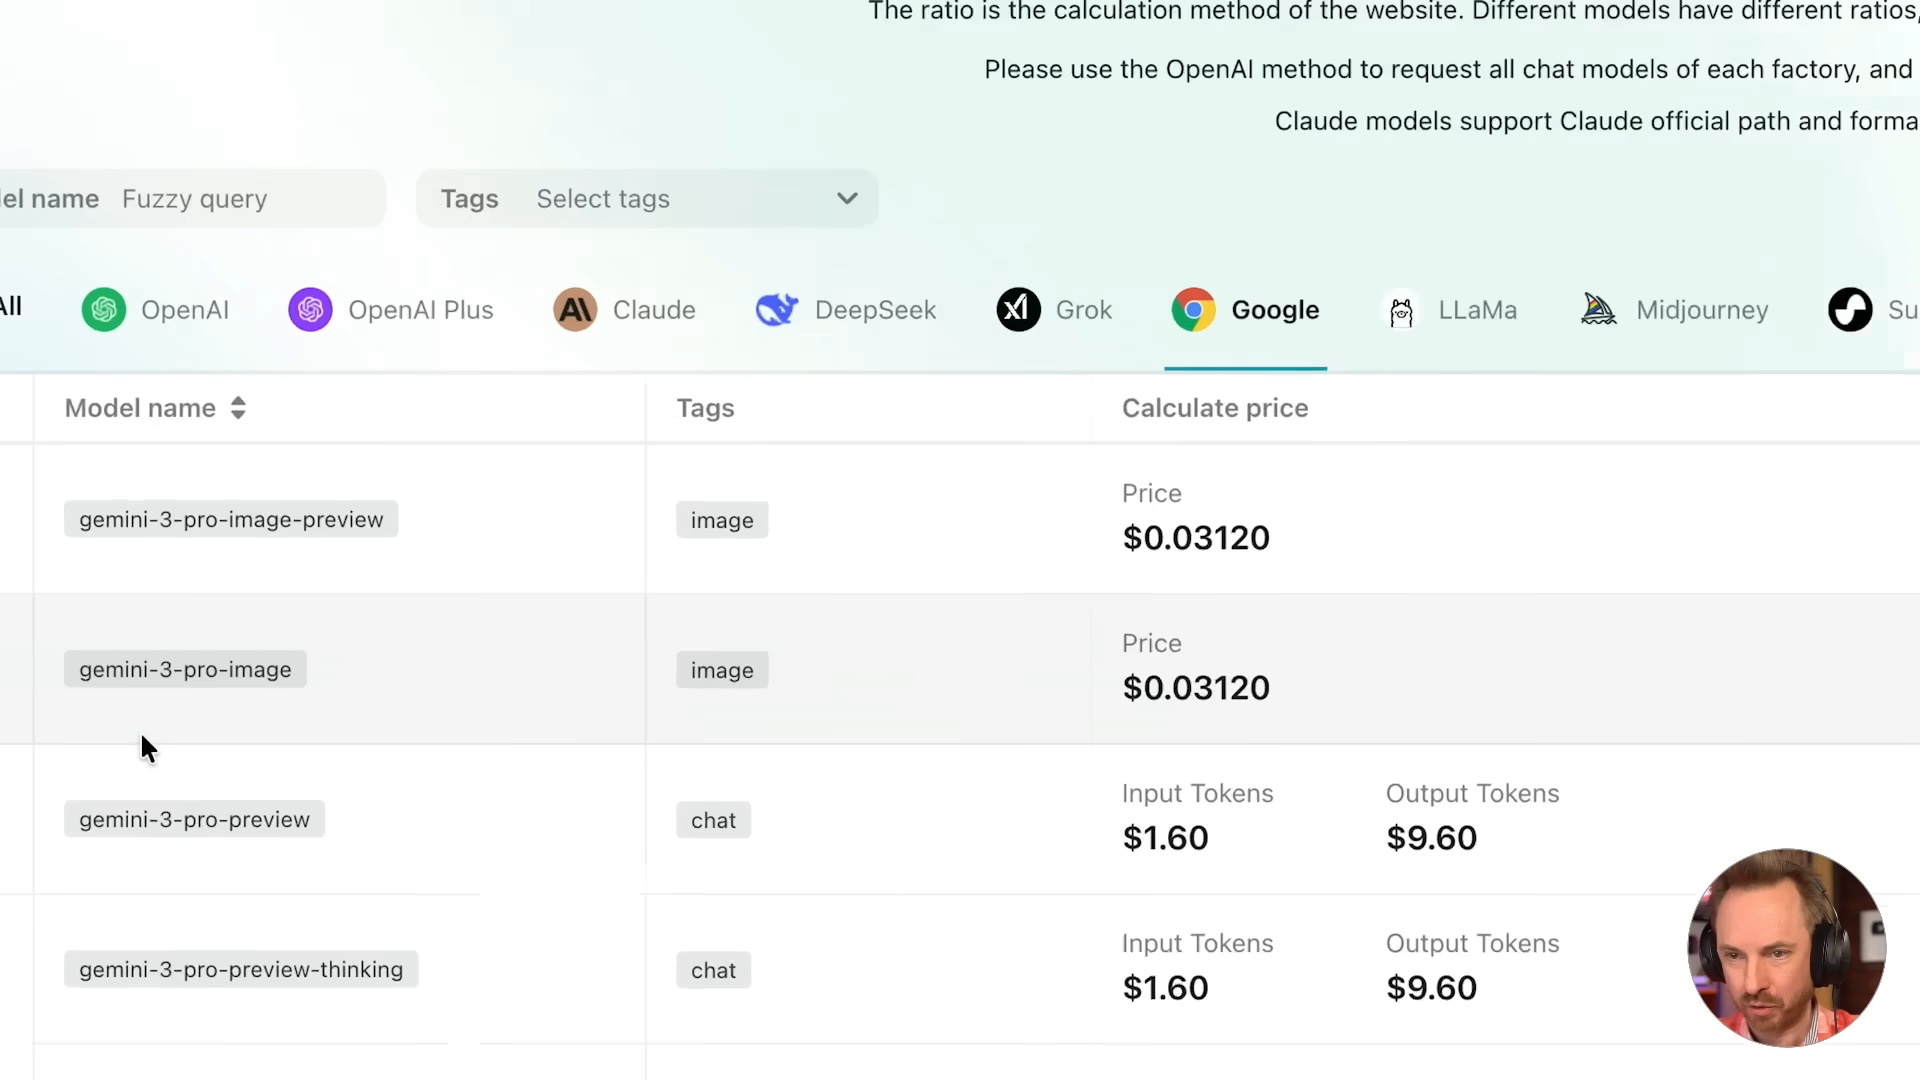 The ratio is the calculation method of the website. Different models have different ratios,
Please use the OpenAI method to request all chat models of each factory, and
Claude models support Claude official path and forma
el name Fuzzy query
Tags Select tags
All
OpenAI
OpenAI Plus
Claude
DeepSeek
Grok
Google
LLaMa
Midjourney
Su
Model name
Tags
Calculate price
gemini-3-pro-image-preview
image
Price
$0.03120
gemini-3-pro-image
image
Price
$0.03120
gemini-3-pro-preview
chat
Input Tokens
$1.60
Output Tokens
$9.60
gemini-3-pro-preview-thinking
chat
Input Tokens
$1.60
Output Tokens
$9.60